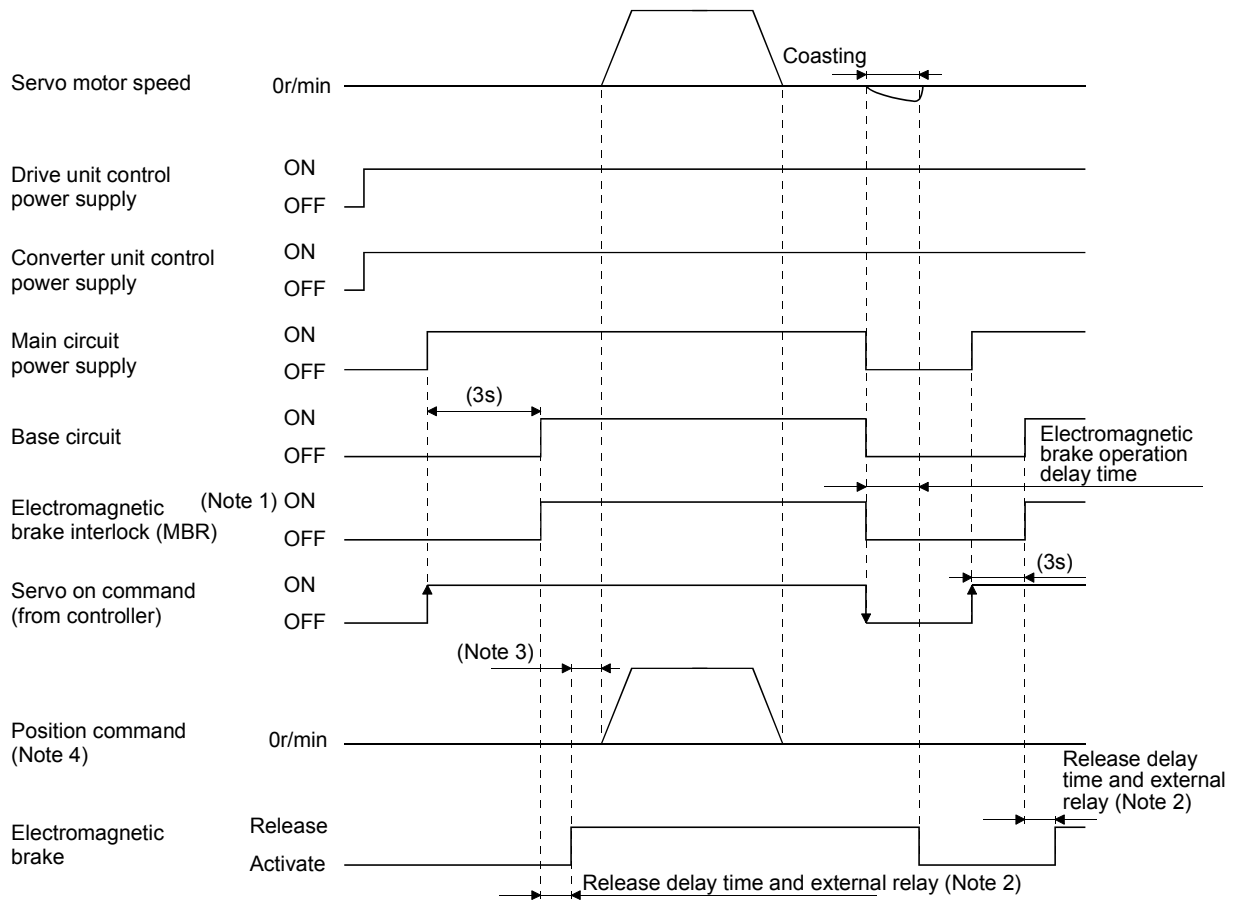 Coasting
Servo motor speed
0r/min
Drive unit control
power supply
ON
OFF
Converter unit control
power supply
ON
OFF
Main circuit
power supply
ON
OFF
(3s)
Base circuit
ON
OFF
Electromagnetic
brake operation
delay time
Electromagnetic
brake interlock (MBR)
(Note 1) ON
OFF
(3s)
Servo on command
(from controller)
ON
OFF
(Note 3)
Position command
(Note 4)
0r/min
Release delay
time and external
relay (Note 2)
Electromagnetic
brake
Release
Activate
Release delay time and external relay (Note 2)